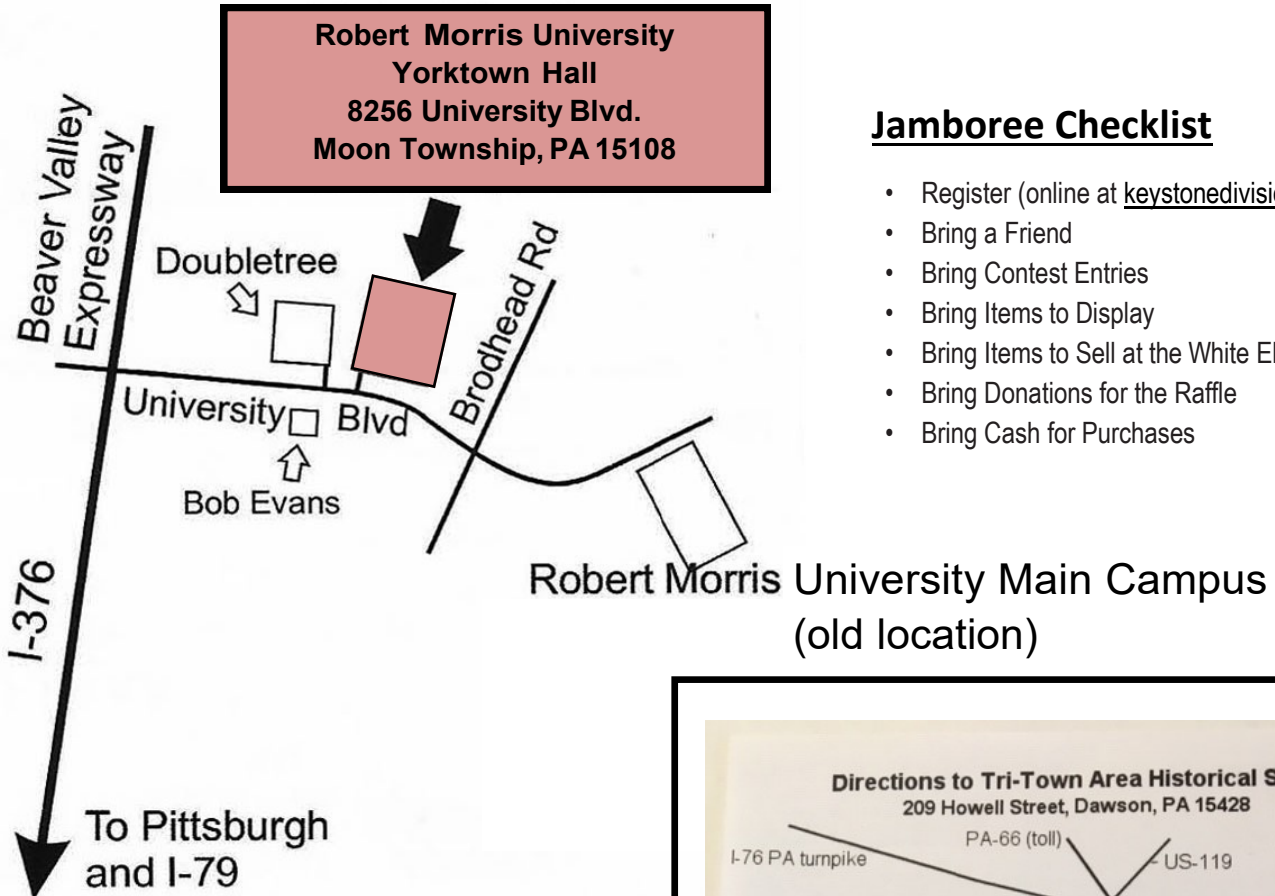 Robert Morris University
Yorktown Hall
8256 University Blvd.
Moon Township, PA 15108
Beaver Valley
Expressway
Doubletree
Brodhead Rd
University Blvd
Bob Evans
I-376
To Pittsburgh
and I-79
Robert Morris University Main Campus
(old location)
Jamboree Checklist
• Register (online at
• Bring a Friend
• Bring Contest Entries
• Bring Items to Display
• Bring Items to Sell at the White
• Bring Donations for the Raffle
• Bring Cash for Purchases
Directions to Tri-Town Area Historical
209 Howell Street, Dawson, PA 15428
PA-66 (toll)
I-76 PA turnpike
US-119